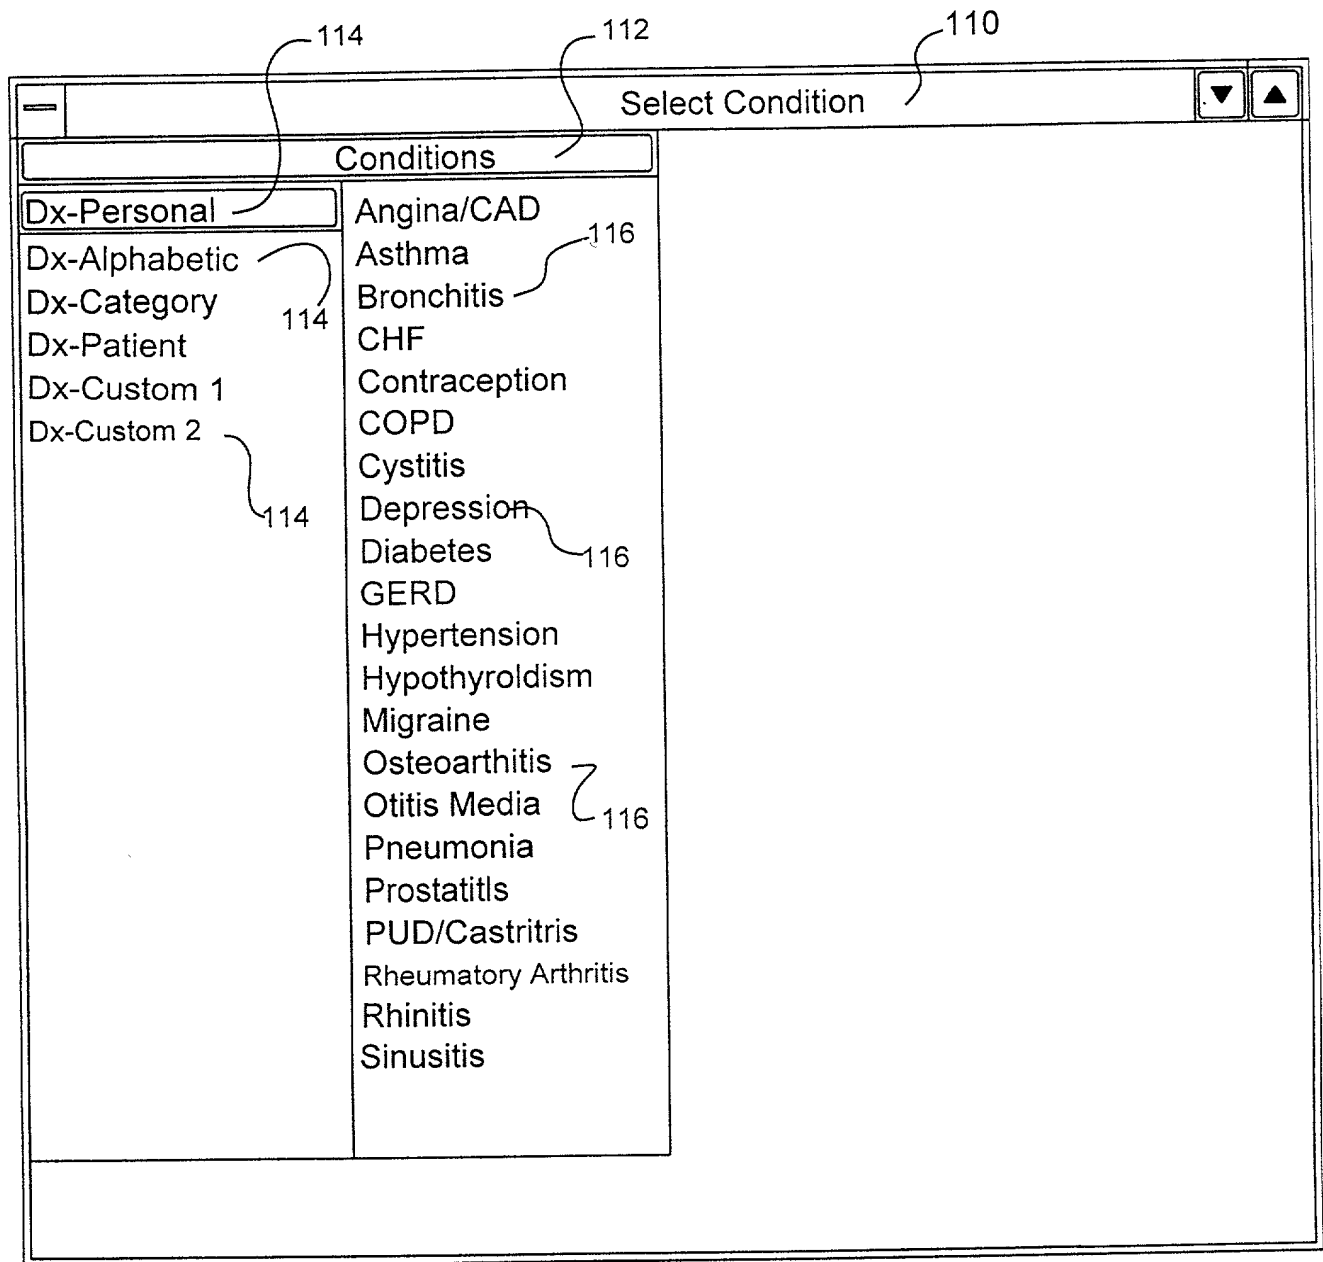 114
112
110
Select Condition
Conditions
Dx-Personal
Dx-Alphabetic
114
Dx-Category
Dx-Patient
Dx-Custom 1
Dx-Custom 2
114
Angina/CAD
116
Asthma
Bronchitis
CHF
Contraception
COPD
Cystitis
Depression
Diabetes
116
GERD
Hypertension
Hypothyroldism
Migraine
Osteoarthitis
Otitis Media
116
Pneumonia
Prostatitls
PUD/Castritris
Rheumatory Arthritis
Rhinitis
Sinusitis